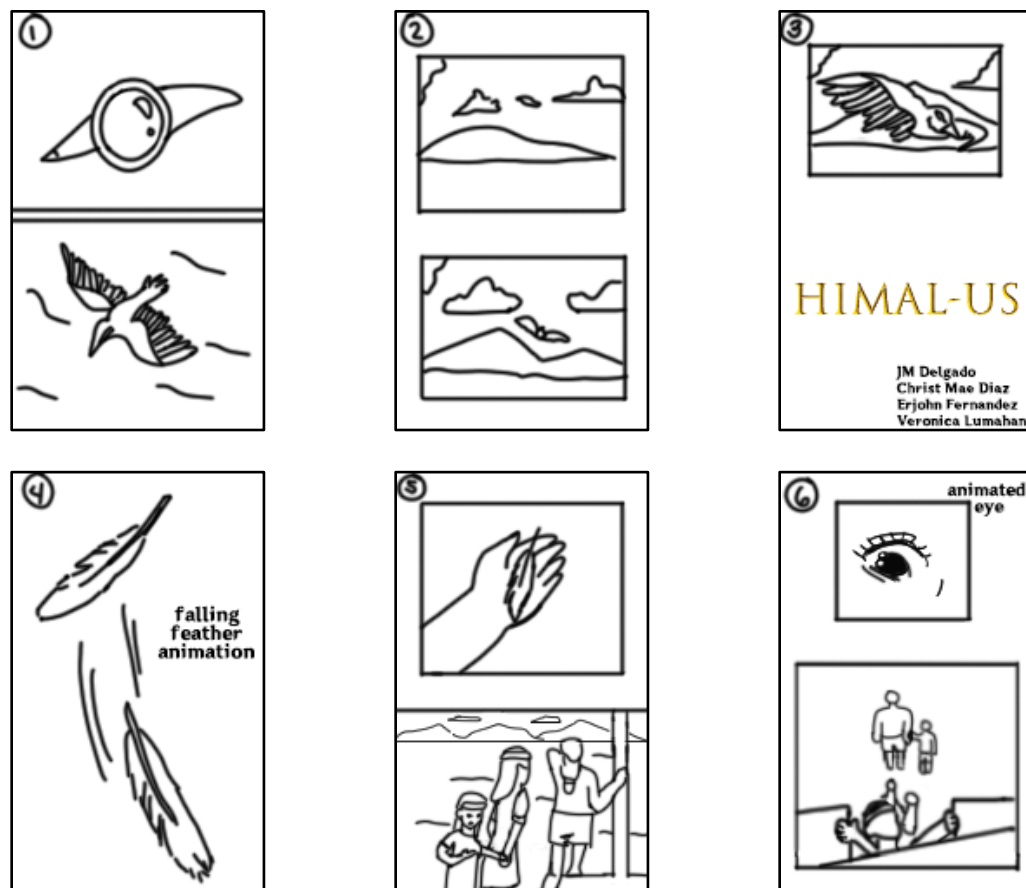 1
2
3
HIMAL-US
JM Delgado
Christ Mae Diaz
Erjohn Fernandez
Veronica Lumahan
4
falling
feather
animation
5
6
animated
eye